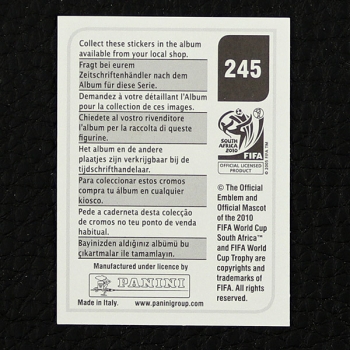 Collect these stickers in the album
available from your local shop.
Fragt bei eurem
Zeitschriftenhändler nach dem
Album für diese Serie.
Demandez à votre détaillant l'Album
pour la collection de ces images.
Chiedete al vostro rivenditore
l'album per la raccolta di queste
figurine.
Het album en de andere
plaatjes zijn verkrijgbaar bij de
tijdschrifthandelaar.
Para coleccionar estos cromos
compra tu álbum en cualquier
kiosco.
Pede a caderneta desta colecção
de cromos no teu ponto de venda
habitual.
Bayinizden aldığınız albümü bu
çıkartmalar ile tamamlayın.
Manufactured under licence by
PANINI
Made in Italy. www.paninigroup.com
245
SOUTH AFRICA
2010
FIFA
OFFICIAL LICENSED
PRODUCT
© 2005 FIFA TM
© The Official
Emblem and
Official Mascot
of the 2010
FIFA World Cup
South Africa™ and
FIFA World Cup
Trophy are
copyrights and
trademarks of
FIFA. All rights
reserved.